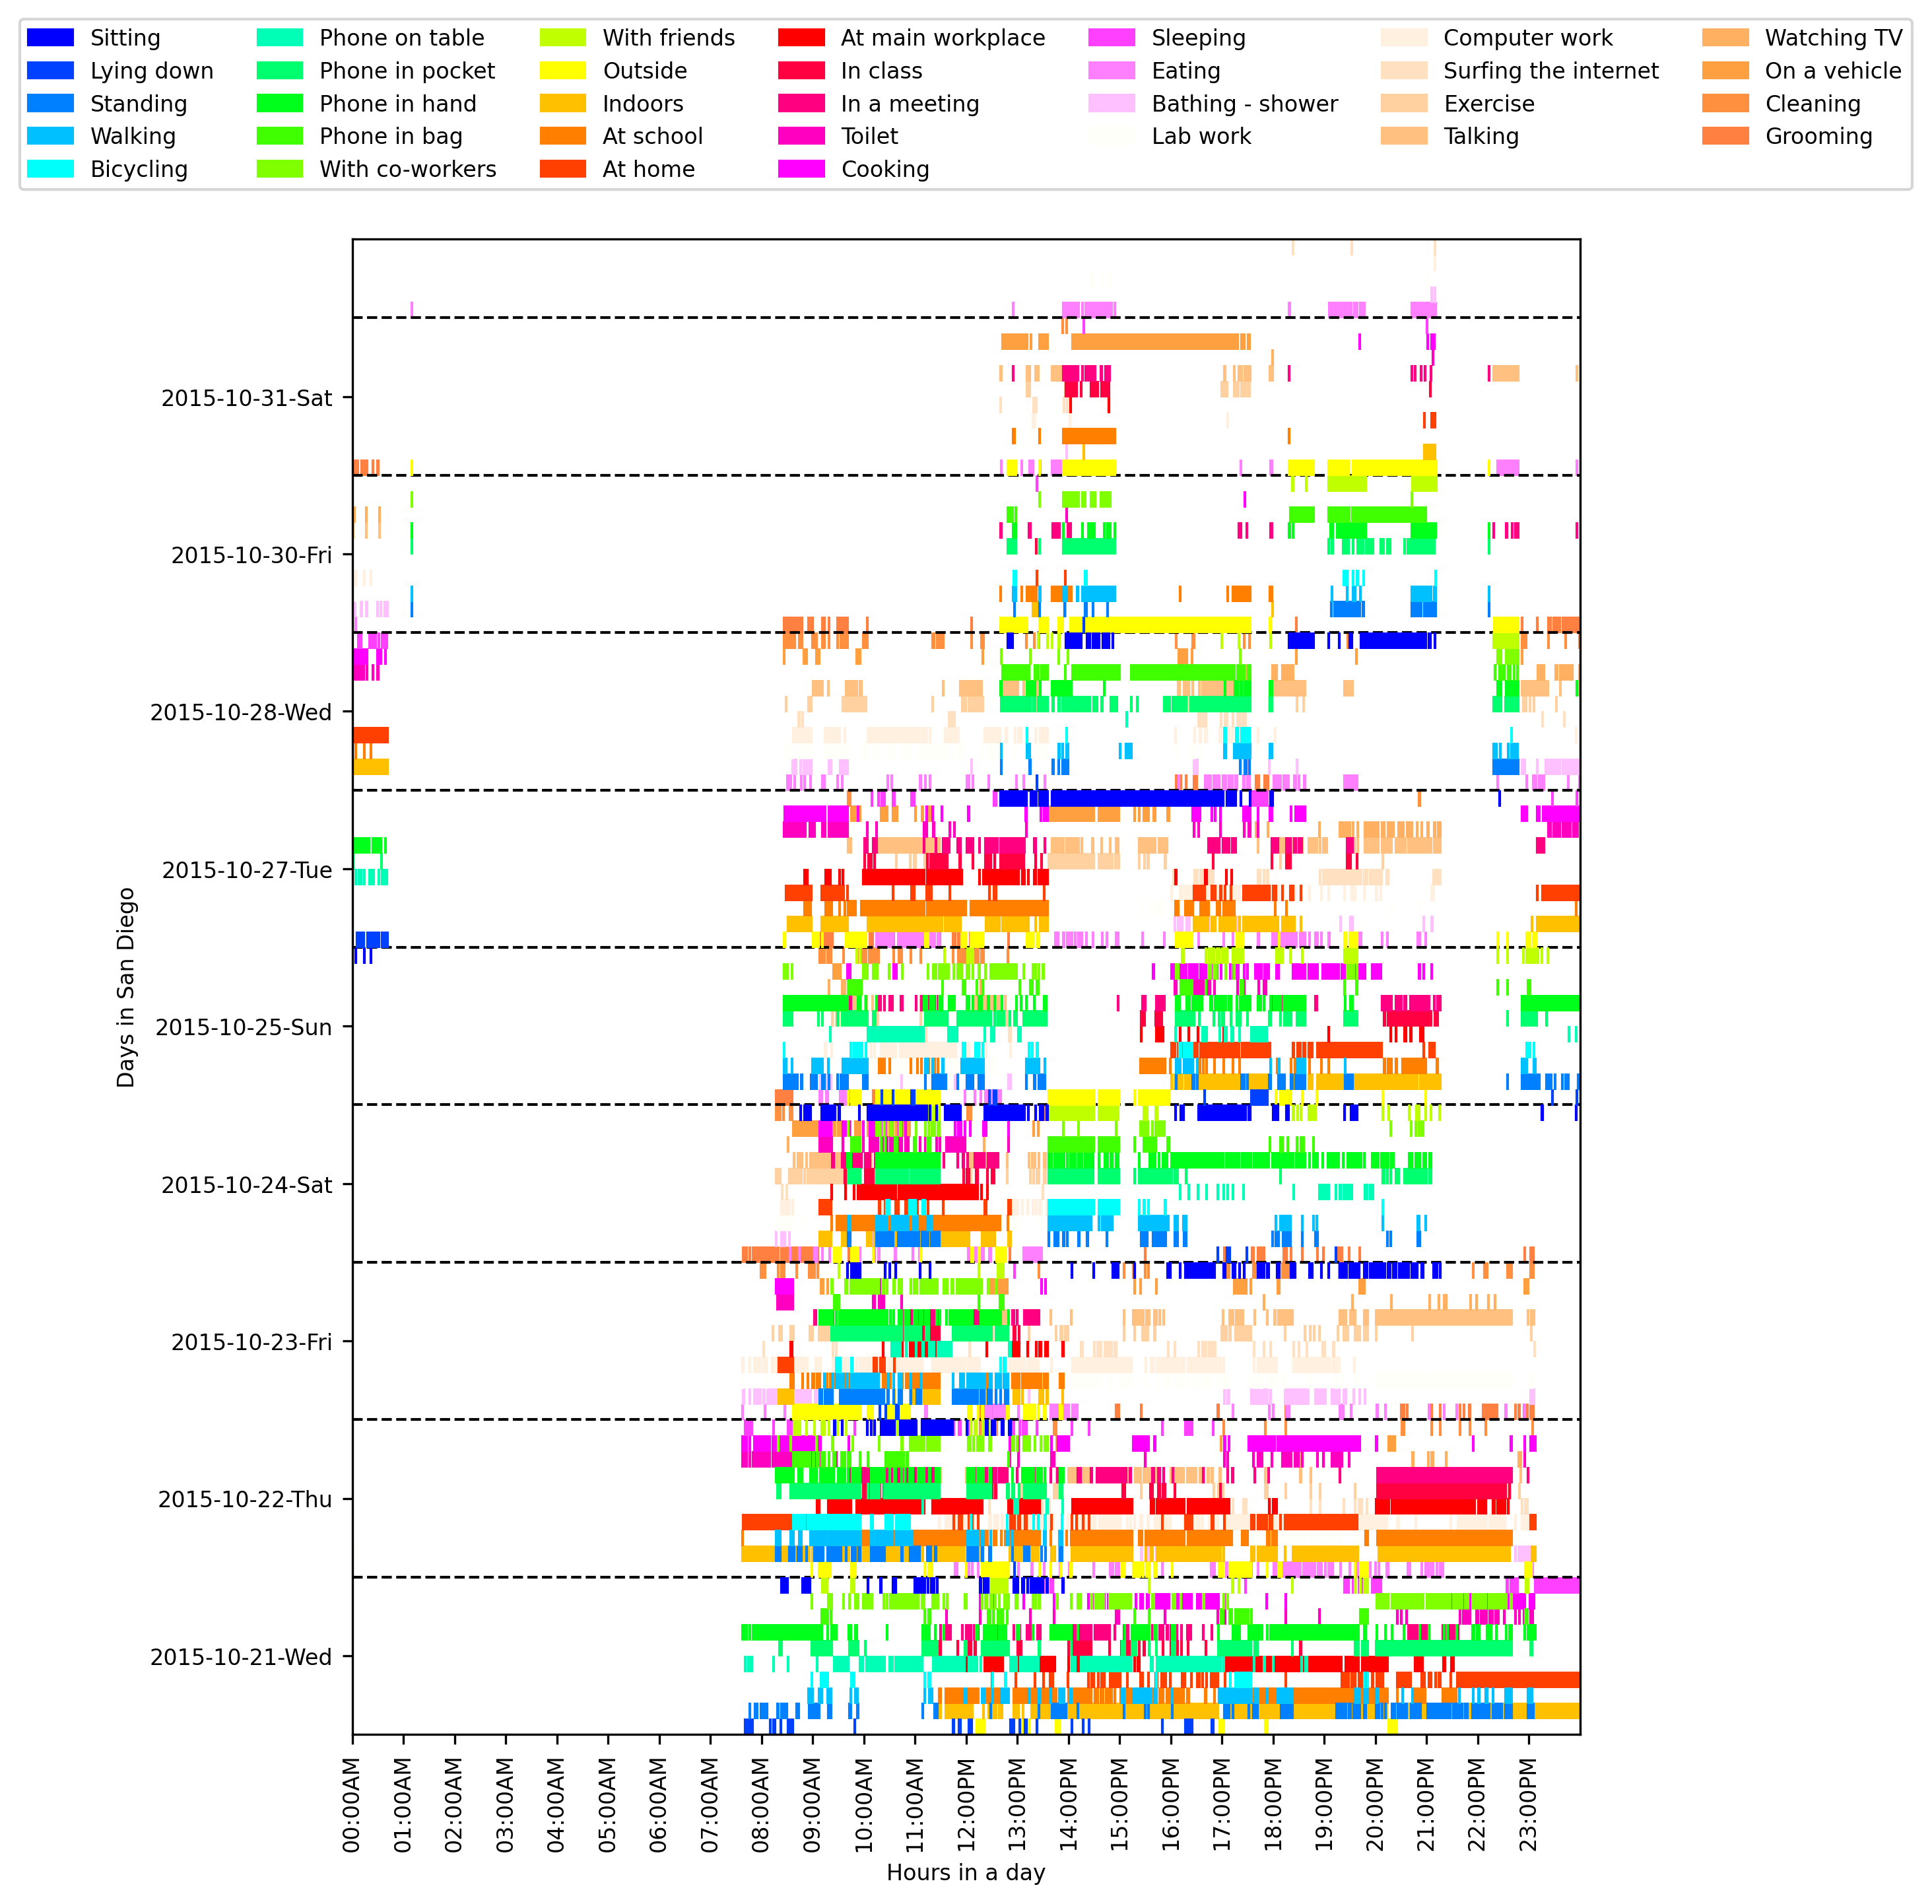 Sitting
Lying down
Standing
Walking
Bicycling
Phone on table
Phone in pocket
Phone in hand
Phone in bag
With co-workers
With friends
Outside
Indoors
At school
At home
At main workplace
In class
In a meeting
Toilet
Cooking
Sleeping
Eating
Bathing - shower
Lab work
Computer work
Surfing the internet
Exercise
Talking
Watching TV
On a vehicle
Cleaning
Grooming
Days in San Diego
2015-10-31-Sat
2015-10-30-Fri
2015-10-28-Wed
2015-10-27-Tue
2015-10-25-Sun
2015-10-24-Sat
2015-10-23-Fri
2015-10-22-Thu
2015-10-21-Wed
00:00AM
01:00AM
02:00AM
03:00AM
04:00AM
05:00AM
06:00AM
07:00AM
08:00AM
09:00AM
10:00AM
11:00AM
12:00PM
13:00PM
14:00PM
15:00PM
16:00PM
17:00PM
18:00PM
19:00PM
20:00PM
21:00PM
22:00PM
23:00PM
Hours in a day